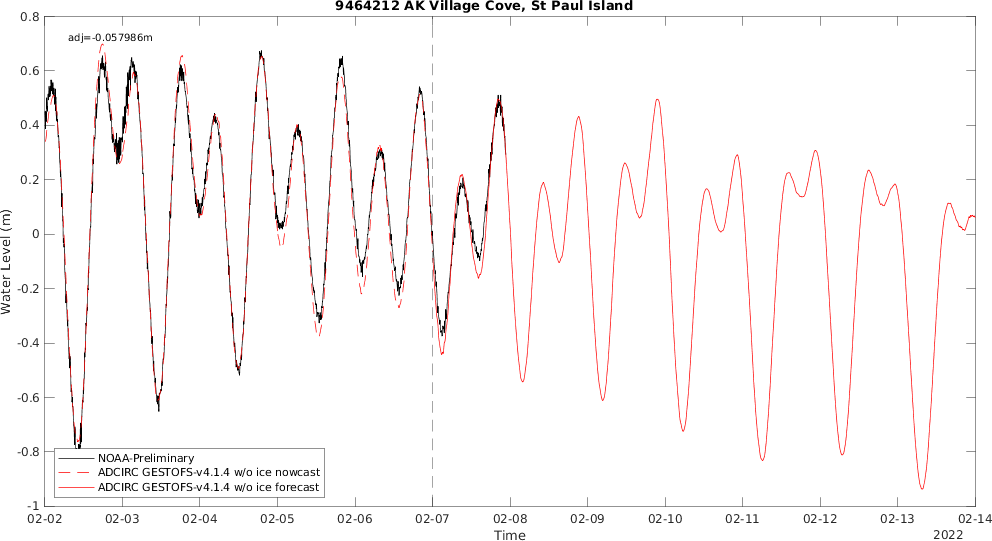 9464212 AK Village Cove, St Paul Island
adj=-0.057986m
0.8
0.6
0.4
0.2
0
-0.2
-0.4
-0.6
-0.8
-1
Water Level (m)
NOAA-Preliminary
ADCIRC GESTOFS-v4.1.4 w/o ice nowcast
ADCIRC GESTOFS-v4.1.4 w/o ice forecast
02-02 02-03 02-04 02-05 02-06 02-07 02-08 02-09 02-10 02-11 02-12 02-13 02-14
Time
2022